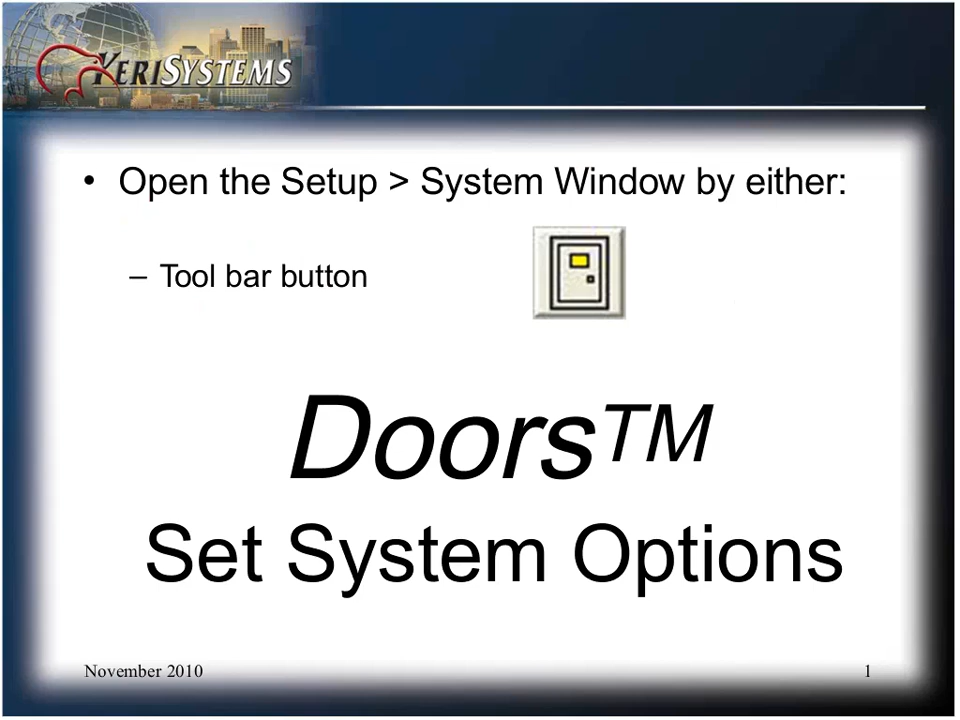 KERISYSTEMS
• Open the Setup > System Window by either:
– Tool bar button
Doors™
Set System Options
November 2010
1